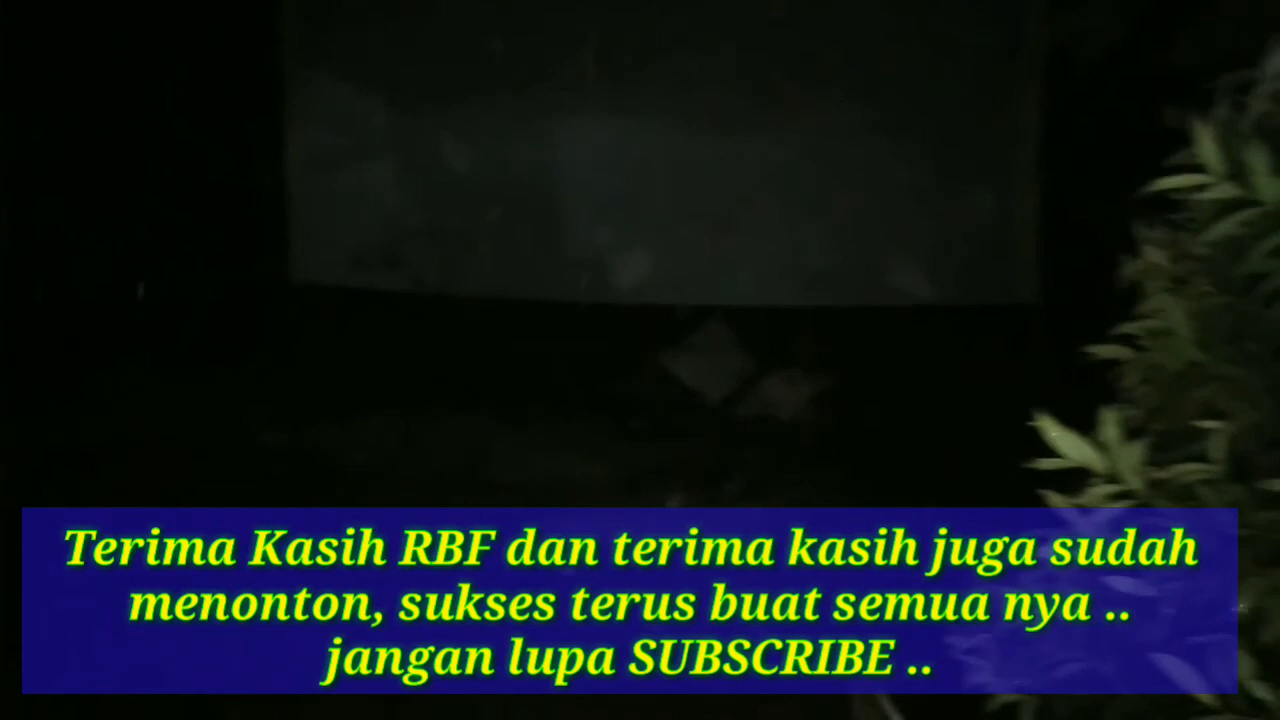 Terima Kasih RBF dan terima kasih juga sudah
menonton, sukses terus buat semua nya ..
jangan lupa SUBSCRIBE ..